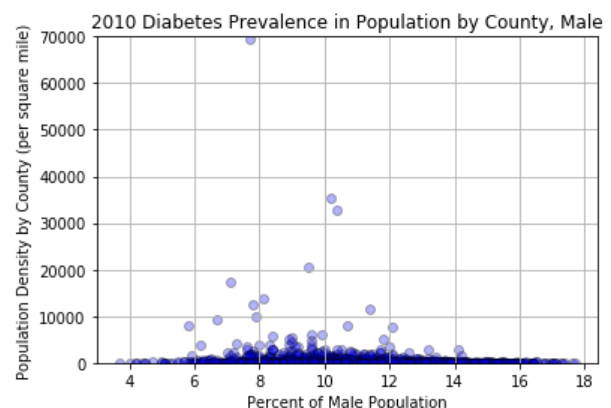 2010 Diabetes Prevalence in Population by County, Male
Population Density by County (per square mile)
70000
60000
50000
40000
30000
20000
10000
0
4 6 8 10 12 14 16 18
Percent of Male Population